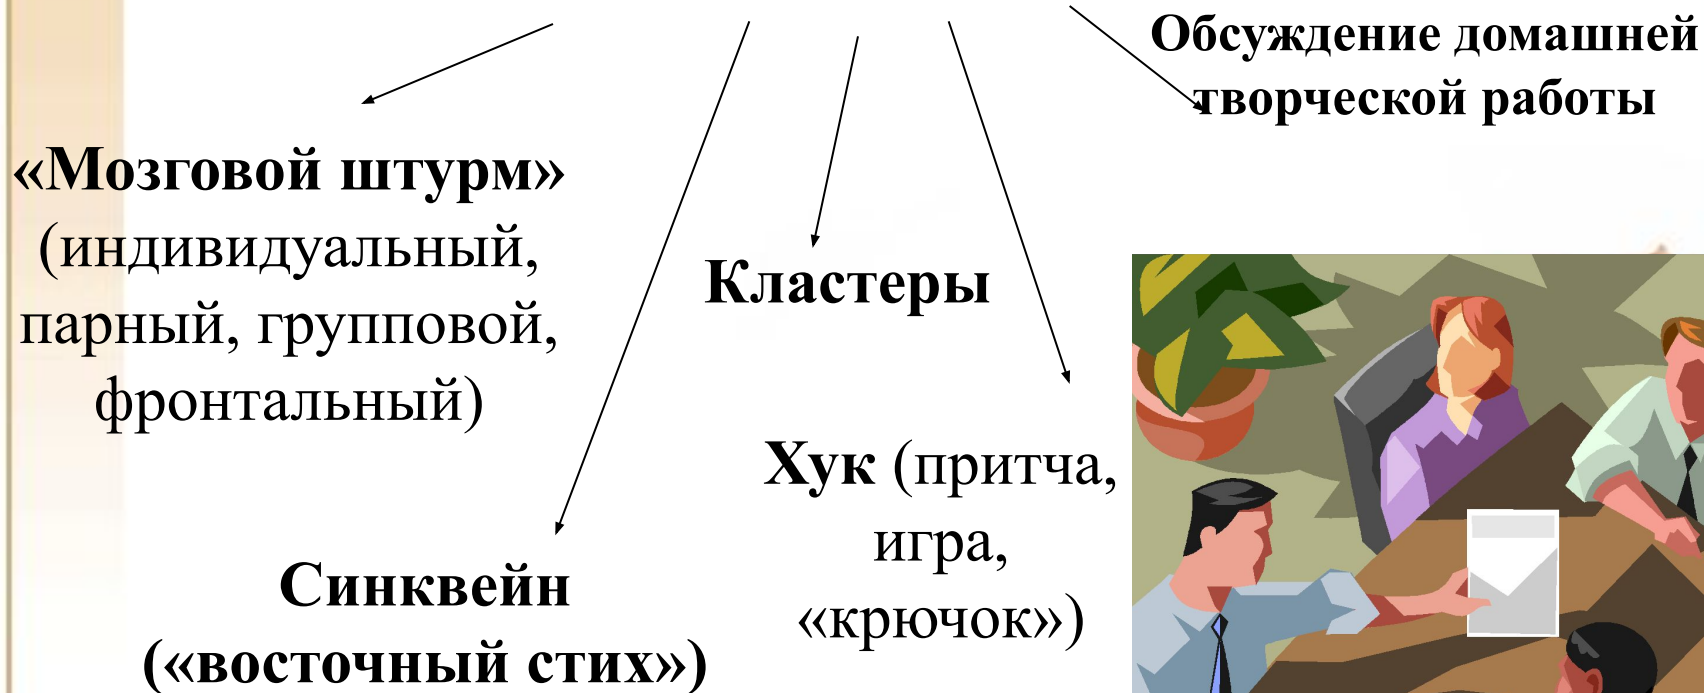 Обсуждение домашней
творческой работы
«Мозговой штурм»
(индивидуальный,
парный, групповой,
фронтальный)
Кластеры
Хук (притча,
игра,
«крючок»)
Синквейн
(«восточный стих»)